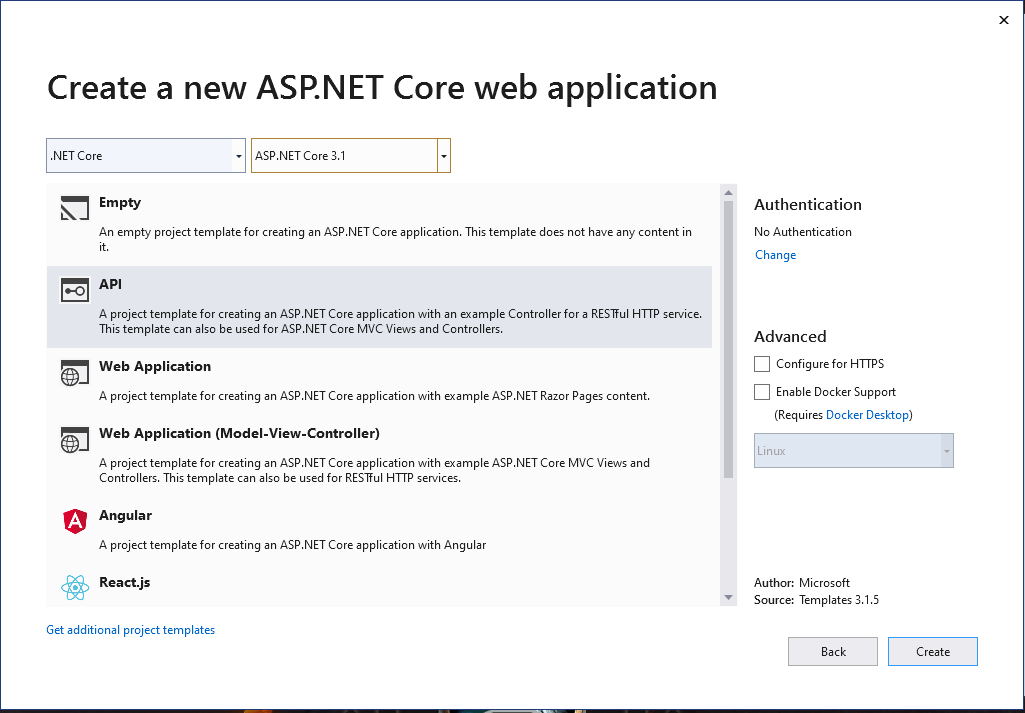 Create a new ASP.NET Core web application
.NET Core
ASP.NET Core 3.1
Empty
An empty project template for creating an ASP.NET Core application. This template does not have any content in
it.
API
A project template for creating an ASP.NET Core application with an example Controller for a RESTful HTTP service.
This template can also be used for ASP.NET Core MVC Views and Controllers.
Web Application
A project template for creating an ASP.NET Core application with example ASP.NET Razor Pages content.
Web Application (Model-View-Controller)
A project template for creating an ASP.NET Core application with example ASP.NET Core MVC Views and
Controllers. This template can also be used for RESTful HTTP services.
Angular
A project template for creating an ASP.NET Core application with Angular
React.js
Get additional project templates
Authentication
No Authentication
Change
Advanced
Configure for HTTPS
Enable Docker Support
(Requires Docker Desktop)
Linux
Author: Microsoft
Source: Templates 3.1.5
Back
Create